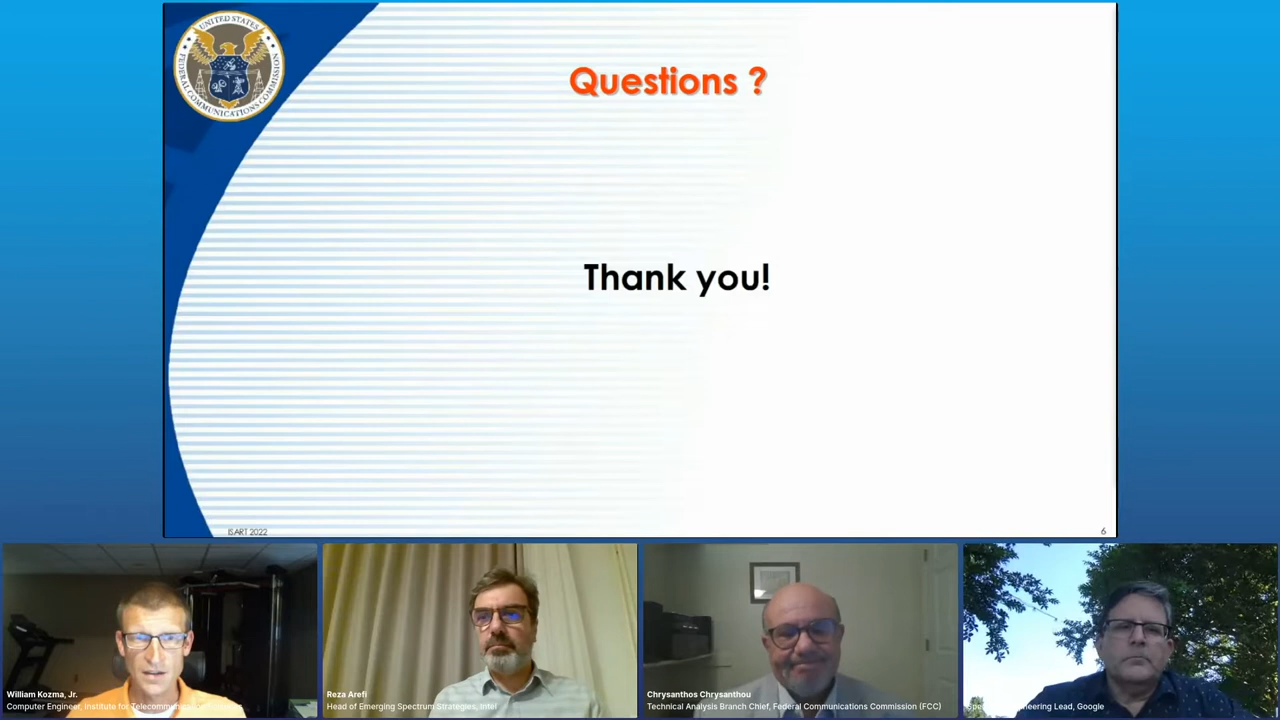 UNITED STATES
FEDERAL COMMUNICATIONS COMMISSION
Questions ?
Thank you!
ISART 2022
6
William Kozma, Jr.
Computer Engineer, Institute for Telecommunication
Reza Arefi
Head of Emerging Spectrum Strategies, Intel
Chrysanthos Chrysanthou
Technical Analysis Branch Chief, Federal Communications Commission (FCC)
Lead, Google